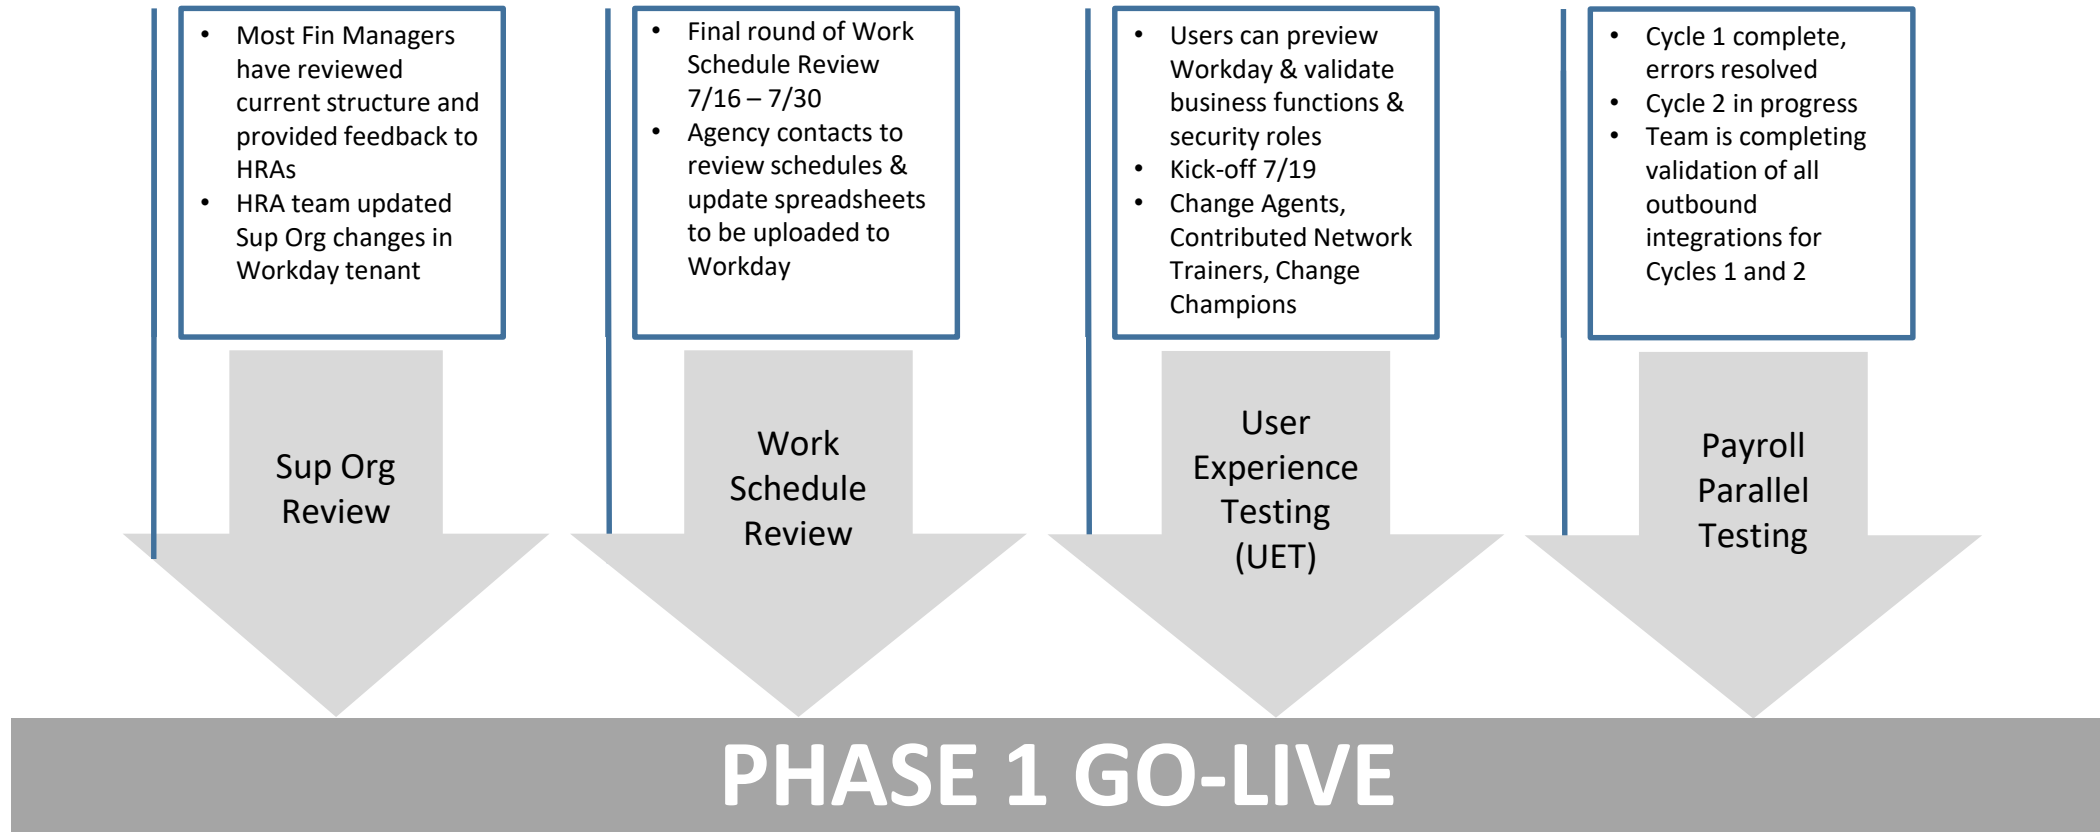 • Most Fin Managers
have reviewed
current structure and
provided feedback to
HRAs
• HRA team updated
Sup Org changes in
Workday tenant
Sup Org
Review
• Final round of Work
Schedule Review
7/16 – 7/30
• Agency contacts to
review schedules &
update spreadsheets
to be uploaded to
Workday
Work
Schedule
Review
• Users can preview
Workday & validate
business functions &
security roles
• Kick-off 7/19
• Change Agents,
Contributed Network
Trainers, Change
Champions
User
Experience
Testing
(UET)
• Cycle 1 complete,
errors resolved
• Cycle 2 in progress
• Team is completing
validation of all
outbound
integrations for
Cycles 1 and 2
Payroll
Parallel
Testing
PHASE 1 GO-LIVE